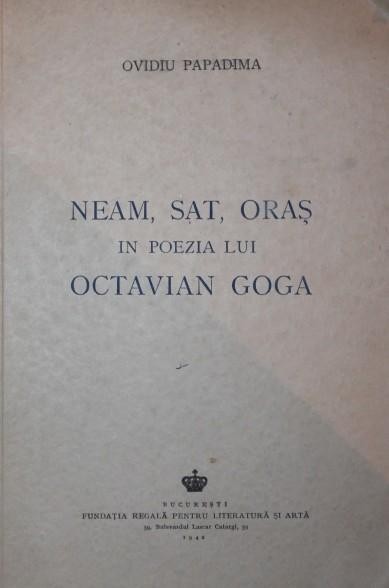 OVIDIU PAPADIMA
NEAM, SAT, ORAȘ
IN POEZIA LUI
OCTAVIAN GOGA
BUCUREȘTI
FUNDAȚIA REGALĂ PENTRU LITERATURĂ ȘI ARTĂ
39, Bulevardul Lascar Catargi, 39
1942